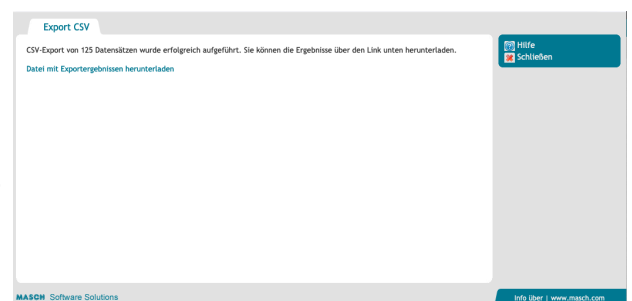 Export CSV
CSV-Export von 125 Datensätzen wurde erfolgreich aufgeführt. Sie können die Ergebnisse über den Link unten herunterladen.
Datei mit Exportergebnissen herunterladen
Hilfe
Schließen
MASCH Software Solutions
Info über | www.masch.com